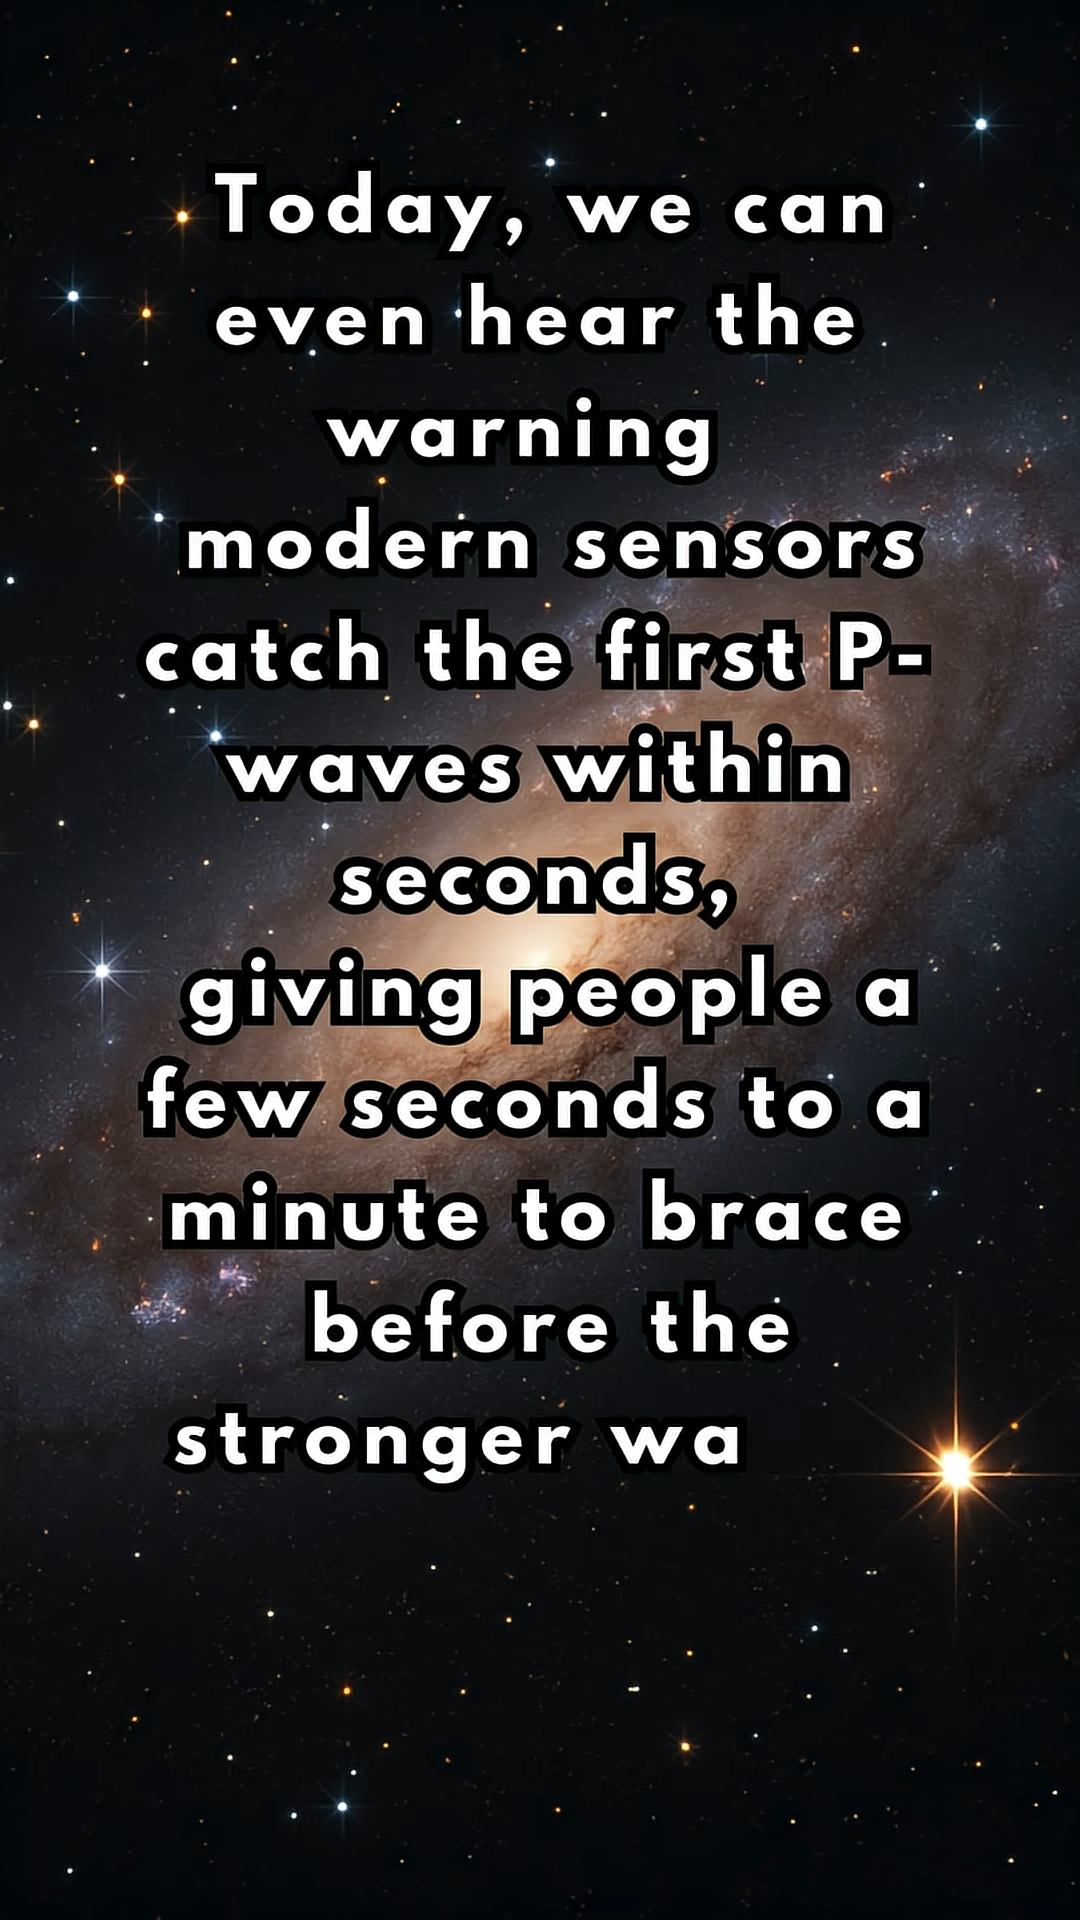 Today, we can
even hear the
warning
modern sensors
catch the first P-
waves within
seconds,
giving people a
few seconds to a
minute to brace
before the
stronger wa